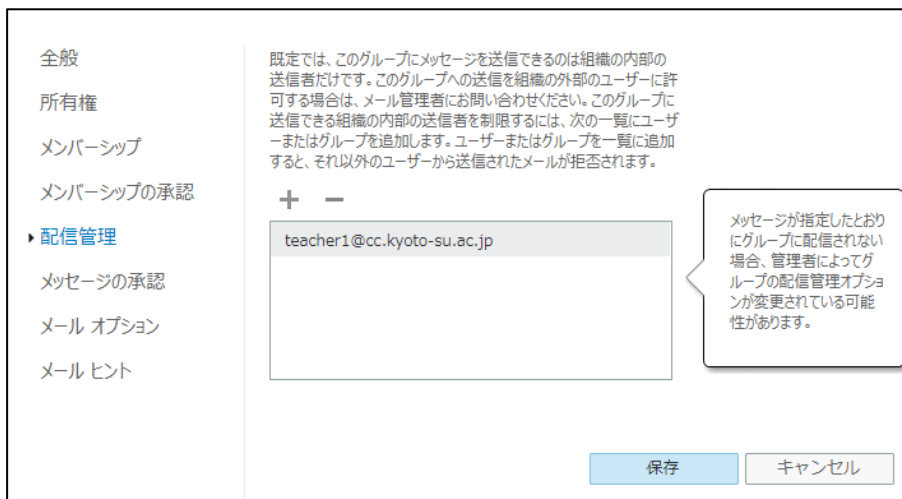 全般
所有権
メンバーシップ
メンバーシップの承認
配信管理
メッセージの承認
メール オプション
メール ヒント
既定では、このグループにメッセージを送信できるのは組織の内部の
送信者だけです。このグループへの送信を組織の外部のユーザーに許
可する場合は、メール管理者にお問い合わせください。このグループに
送信できる組織の内部の送信者を制限するには、次の一覧にユーザ
ーまたはグループを追加します。ユーザーまたはグループを一覧に追加
すると、それ以外のユーザーから送信されたメールが拒否されます。
teacher1@cc.kyoto-su.ac.jp
メッセージが指定したとおり
にグループに配信されない
場合、管理者によってグ
ループの配信管理オプショ
ンが変更されている可能
性があります。
保存
キャンセル